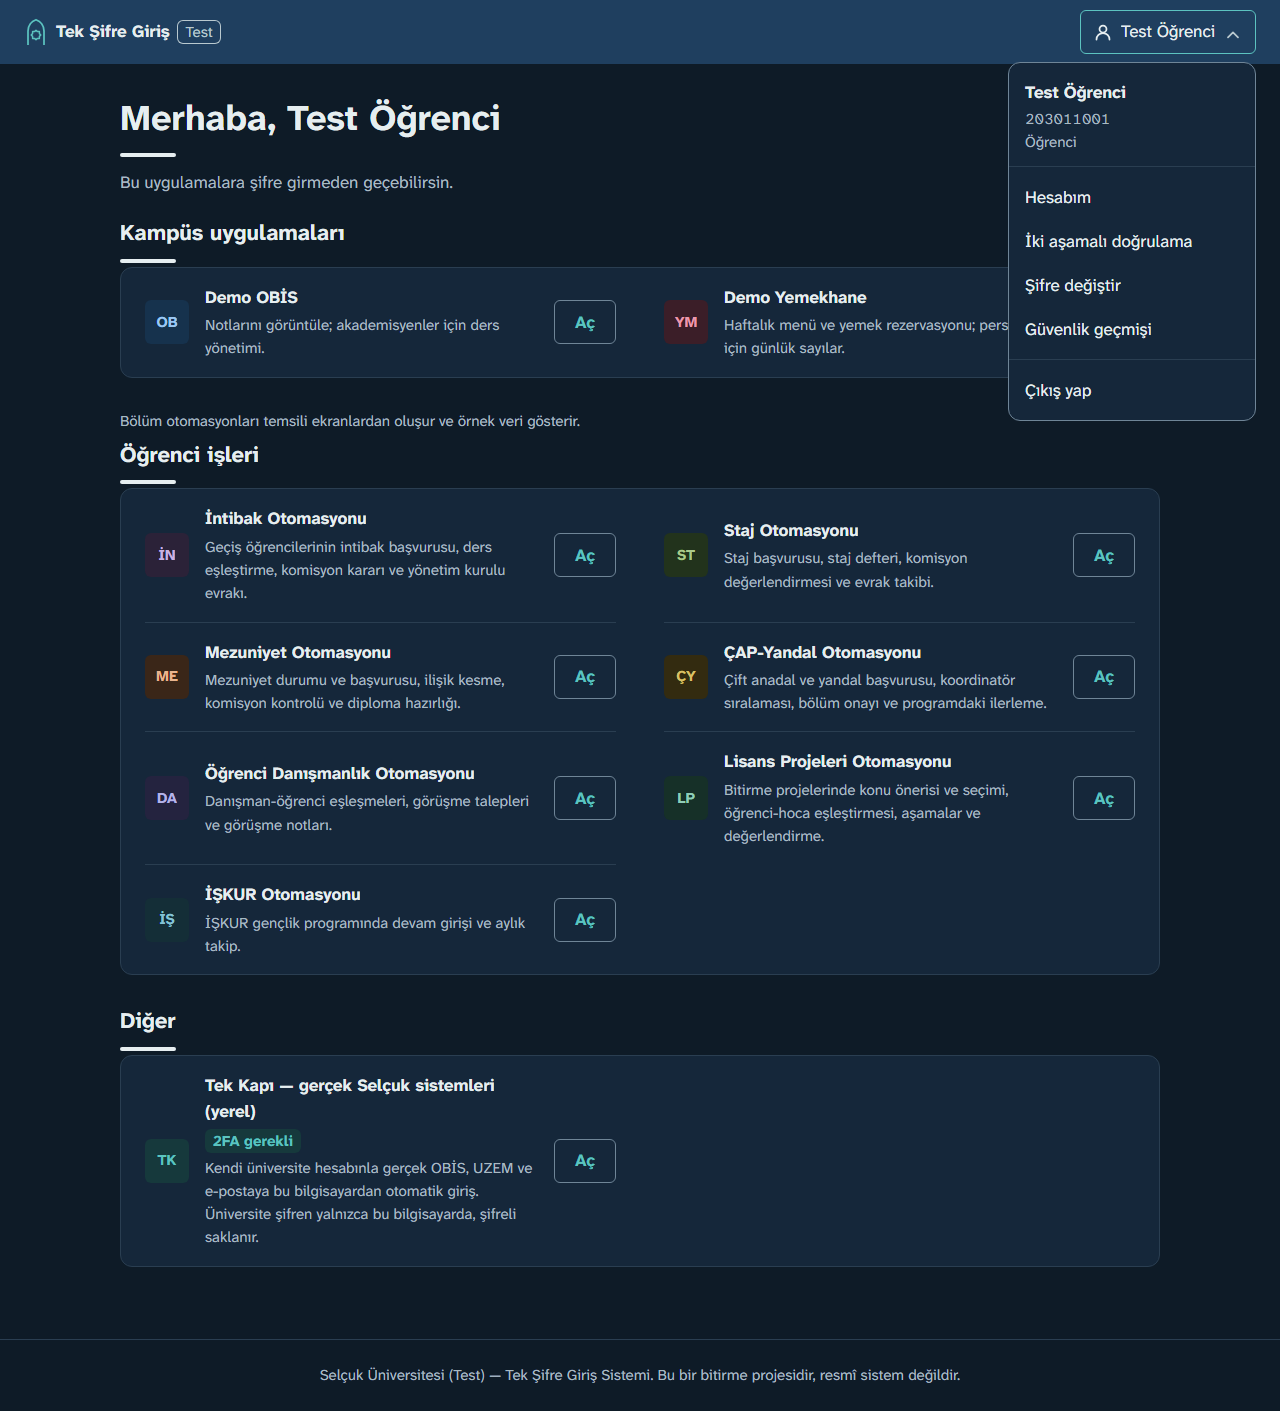 Tek Şifre Giriş Test
Test Öğrenci
Test Öğrenci
203011001
Öğrenci
Hesabım
İki aşamalı doğrulama
Şifre değiştir
Güvenlik geçmişi
Çıkış yap
Merhaba, Test Öğrenci
Bu uygulamalara şifre girmeden geçebilirsin.
Kampüs uygulamaları
OB
Demo OBİS
Notlarını görüntüle; akademisyenler için ders
yönetimi.
Aç
YM
Demo Yemekhane
Haftalık menü ve yemek rezervasyonu; pers
için günlük sayılar.
Bölüm otomasyonları temsili ekranlardan oluşur ve örnek veri gösterir.
Öğrenci işleri
İN
İntibak Otomasyonu
Geçiş öğrencilerinin intibak başvurusu, ders
eşleştirme, komisyon kararı ve yönetim kurulu
evrakı.
Aç
ST
Staj Otomasyonu
Staj başvurusu, staj defteri, komisyon
değerlendirmesi ve evrak takibi.
Aç
ME
Mezuniyet Otomasyonu
Mezuniyet durumu ve başvurusu, ilişik kesme,
komisyon kontrolü ve diploma hazırlığı.
Aç
ÇY
ÇAP-Yandal Otomasyonu
Çift anadal ve yandal başvurusu, koordinatör
sıralaması, bölüm onayı ve programdaki ilerleme.
Aç
DA
Öğrenci Danışmanlık Otomasyonu
Danışman-öğrenci eşleşmeleri, görüşme talepleri
ve görüşme notları.
Aç
LP
Lisans Projeleri Otomasyonu
Bitirme projelerinde konu önerisi ve seçimi,
öğrenci-hoca eşleştirmesi, aşamalar ve
değerlendirme.
Aç
İŞ
İŞKUR Otomasyonu
İŞKUR gençlik programında devam girişi ve aylık
takip.
Aç
Diğer
TK
Tek Kapı — gerçek Selçuk sistemleri
(yerel)
2FA gerekli
Kendi üniversite hesabınla gerçek OBİS, UZEM ve
e-postaya bu bilgisayardan otomatik giriş.
Üniversite şifren yalnızca bu bilgisayarda, şifreli
saklanır.
Aç
Selçuk Üniversitesi (Test) — Tek Şifre Giriş Sistemi. Bu bir bitirme projesidir, resmî sistem değildir.